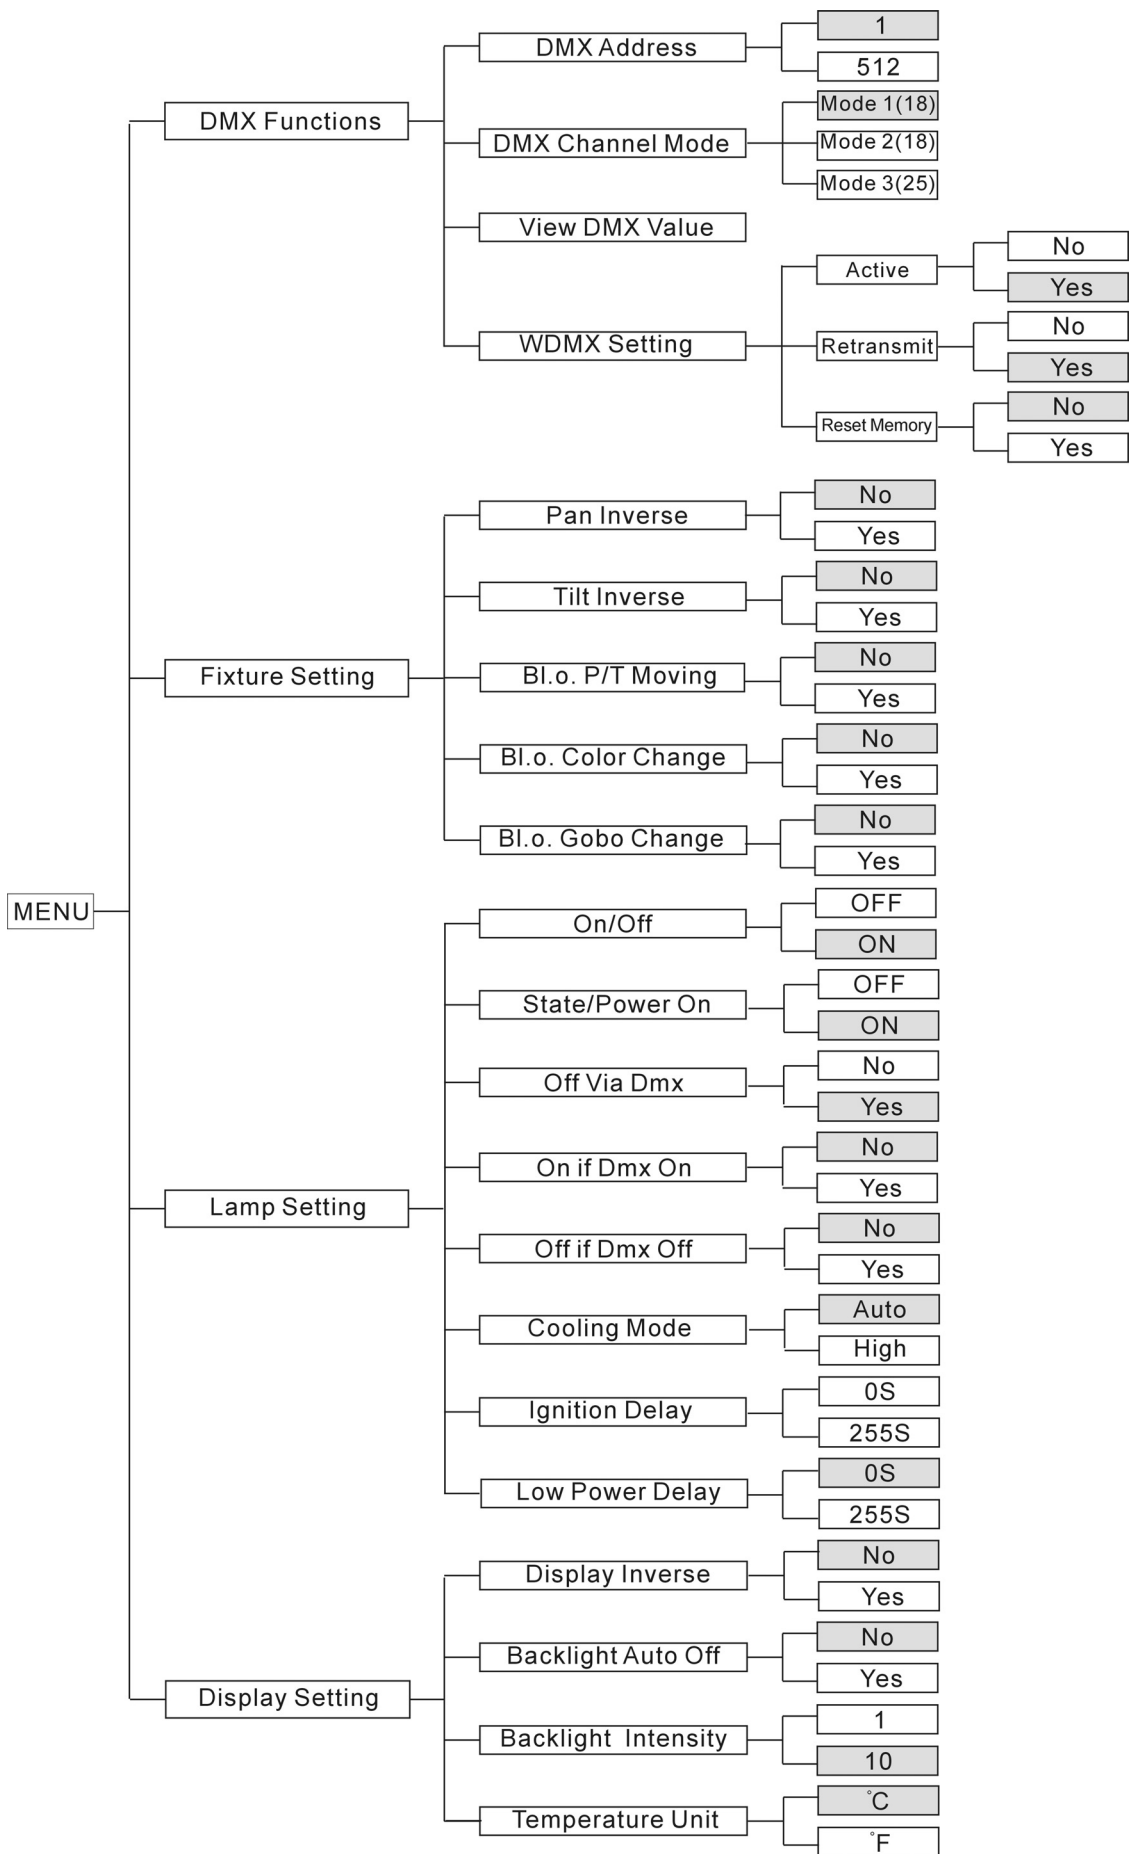 MENU
DMX Functions
DMX Address
1
512
DMX Channel Mode
Mode 1(18)
Mode 2(18)
Mode 3(25)
View DMX Value
WDMX Setting
Active
No
Yes
Retransmit
No
Yes
Reset Memory
No
Yes
Fixture Setting
Pan Inverse
No
Yes
Tilt Inverse
No
Yes
Bl.o. P/T Moving
No
Yes
Bl.o. Color Change
No
Yes
Bl.o. Gobo Change
No
Yes
Lamp Setting
On/Off
OFF
ON
State/Power On
OFF
ON
Off Via Dmx
No
Yes
On if Dmx On
No
Yes
Off if Dmx Off
No
Yes
Cooling Mode
Auto
High
Ignition Delay
0S
255S
Low Power Delay
0S
255S
Display Setting
Display Inverse
No
Yes
Backlight Auto Off
No
Yes
Backlight Intensity
1
10
Temperature Unit
°C
°F